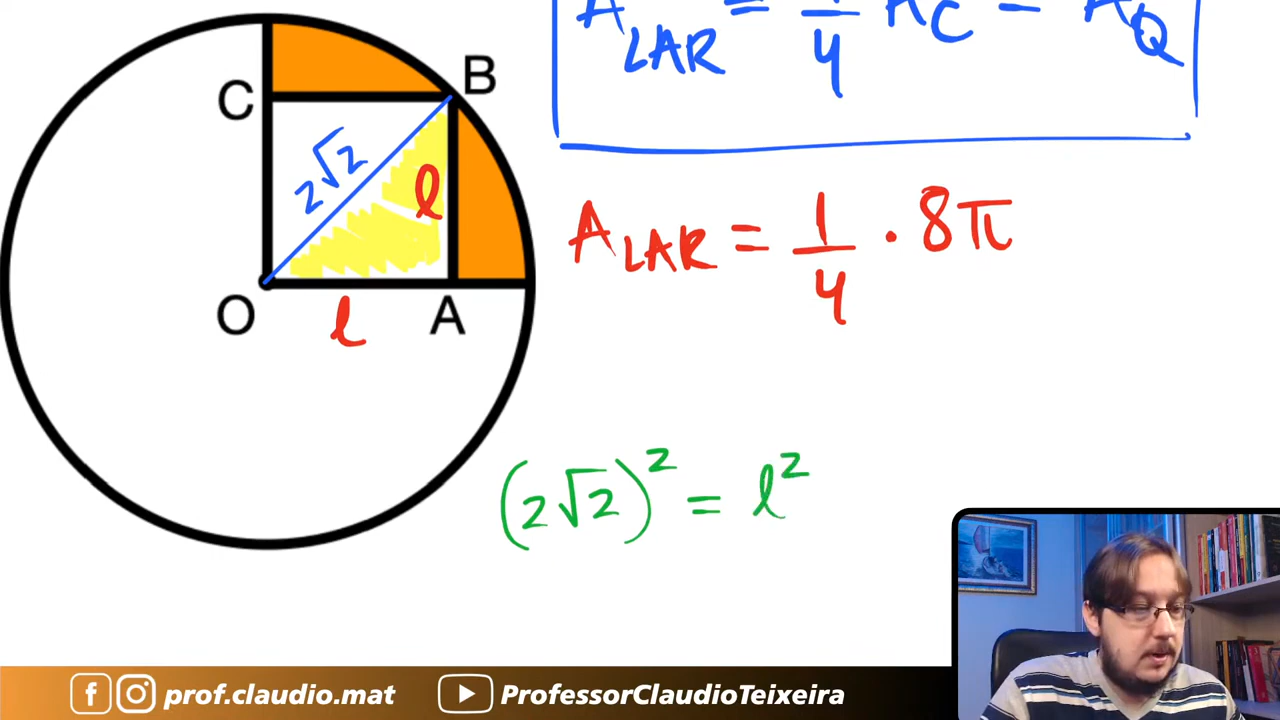 A_LAR = 1/4 A_C - A_Q
C
B
2√2
l
A_LAR = 1/4 · 8π
O
l
A
(2√2)² = l²
prof.claudio.mat
ProfessorClaudioTeixeira